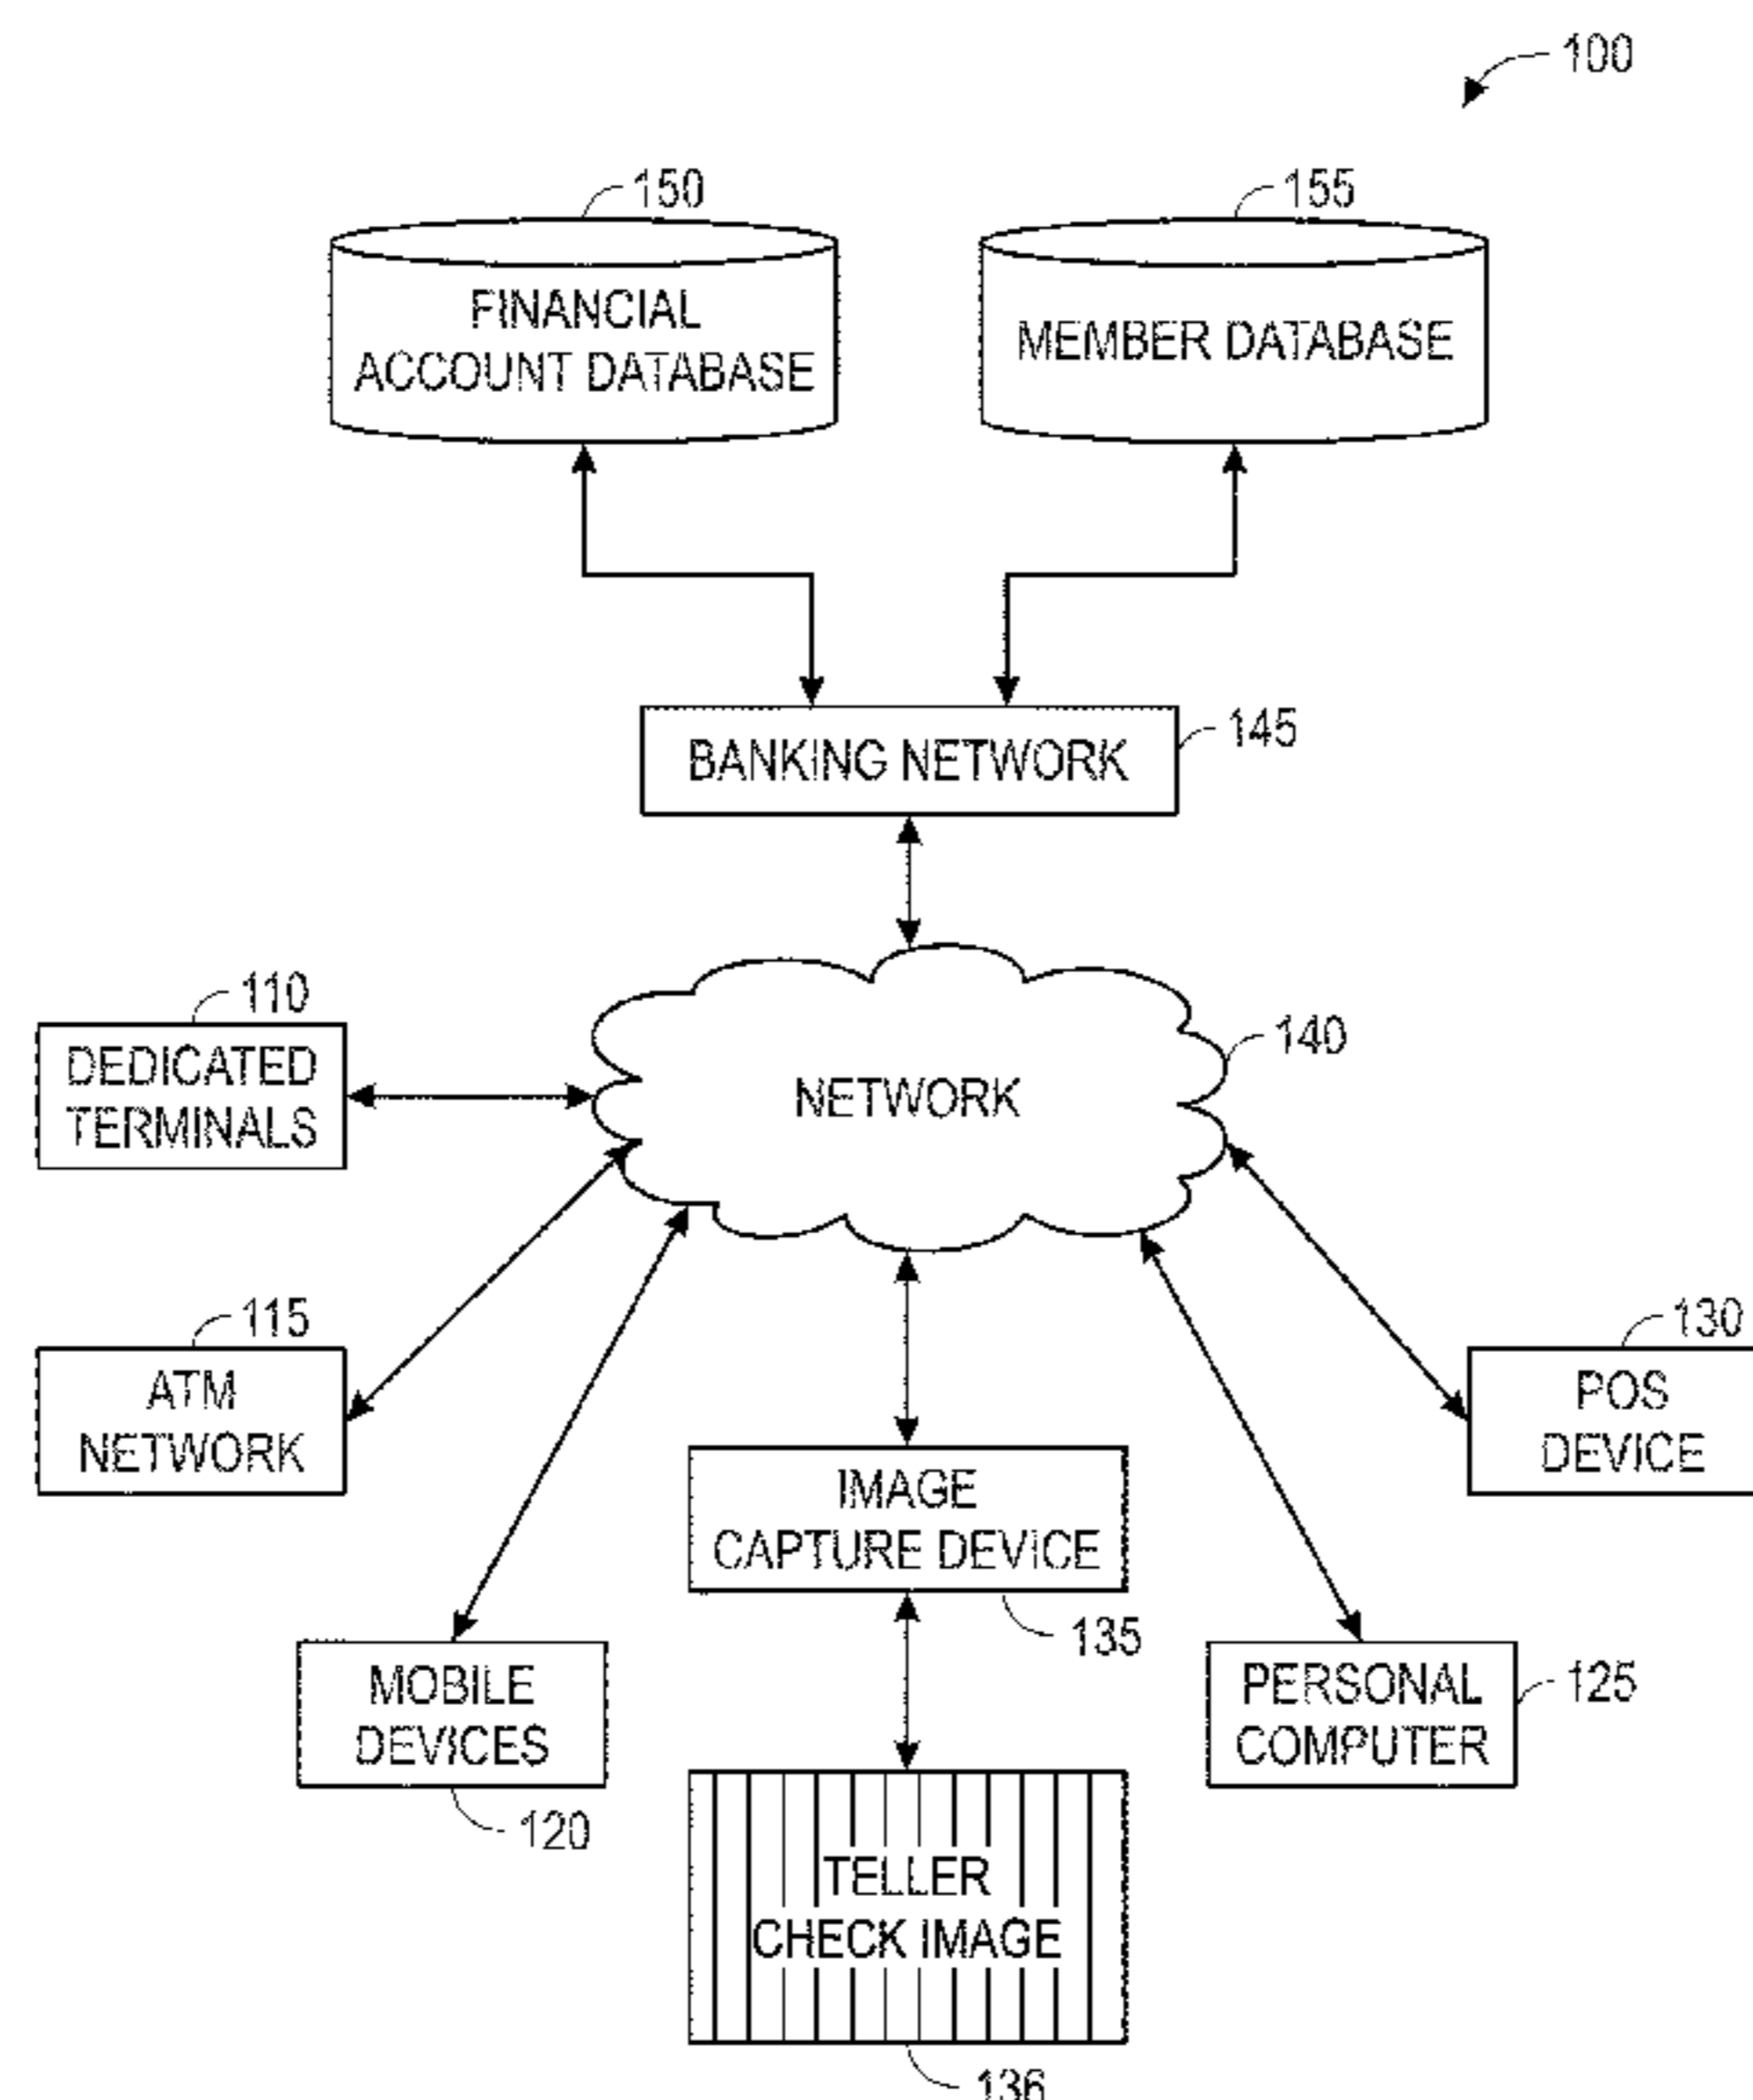 100
150
155
FINANCIAL
ACCOUNT DATABASE
MEMBER DATABASE
145
BANKING NETWORK
110
DEDICATED
TERMINALS
140
NETWORK
115
ATM
NETWORK
130
POS
DEVICE
IMAGE
CAPTURE DEVICE
135
MOBILE
DEVICES
120
PERSONAL
COMPUTER
125
TELLER
CHECK IMAGE
136